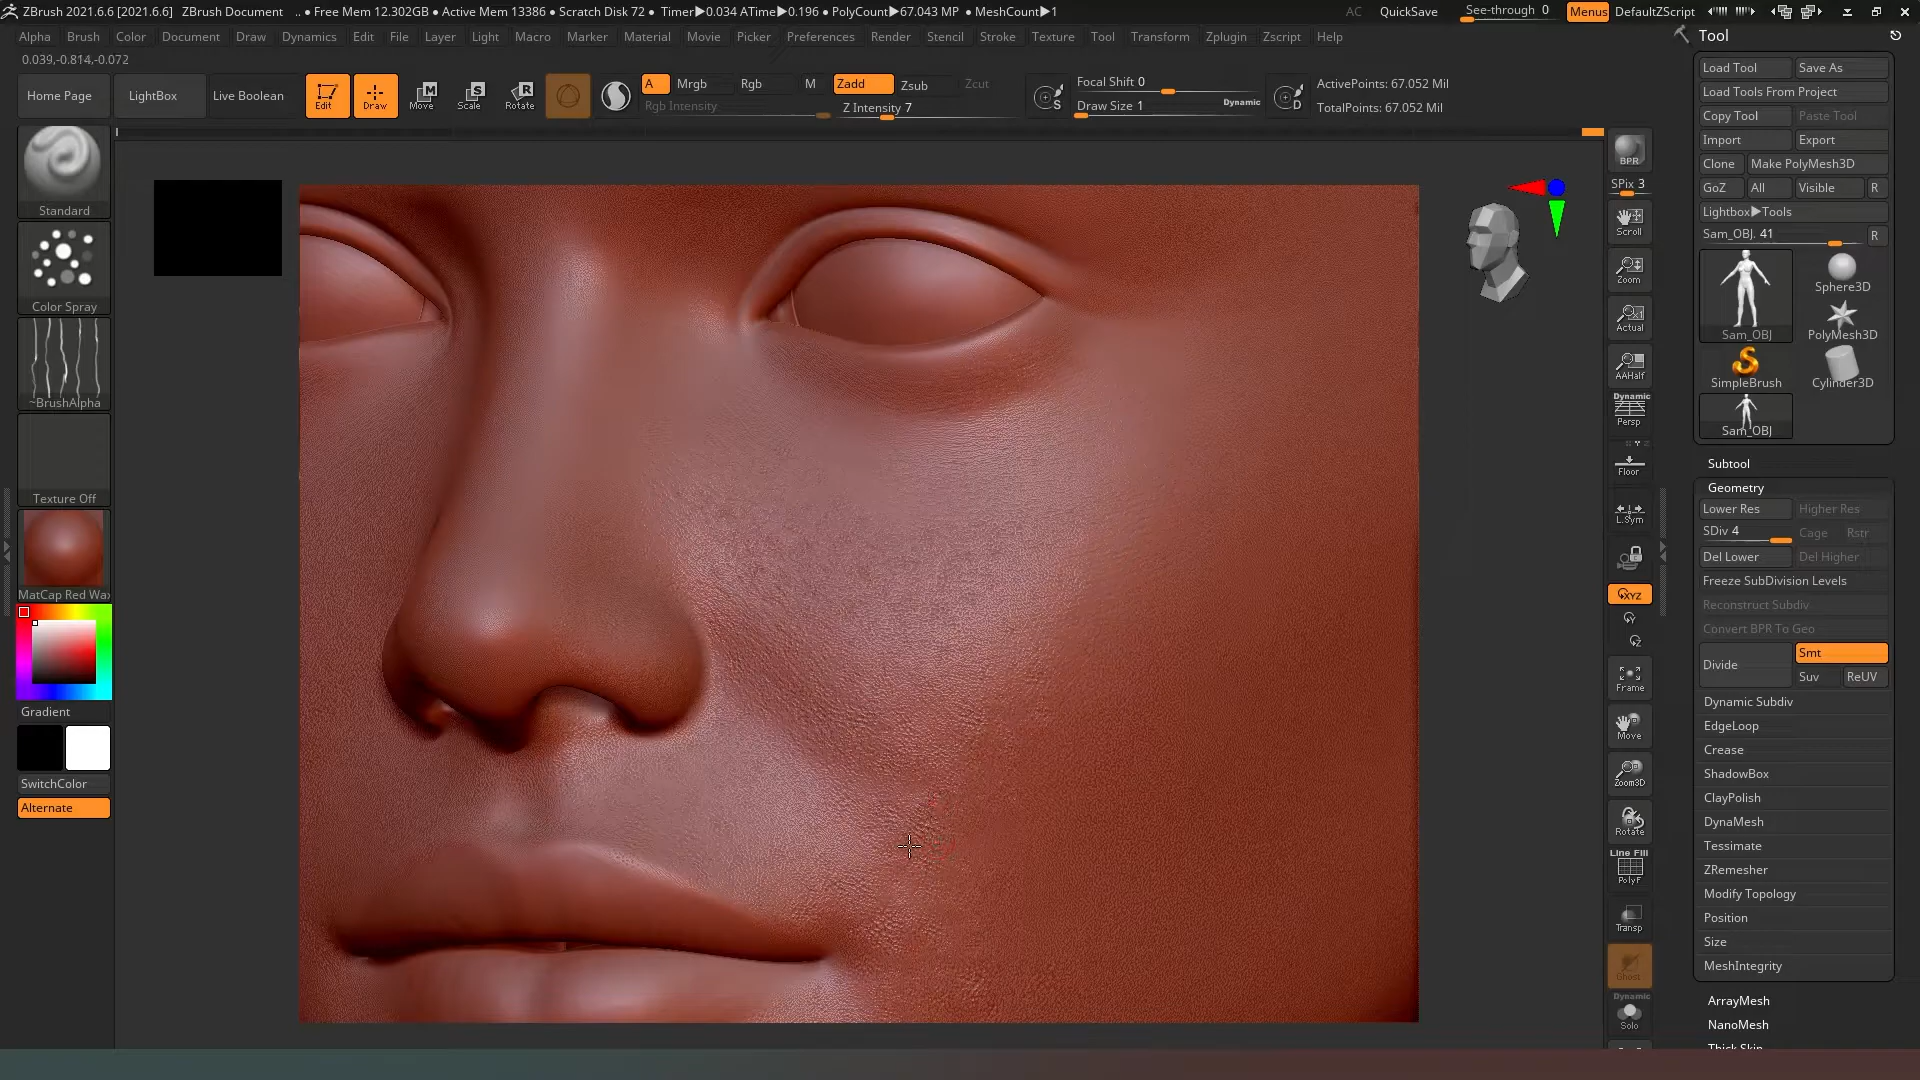 ZBrush 2021.6.6 [2021.6.6] ZBrush Document .. • Free Mem 12.302GB • Active Mem 13386 • Scratch Disk 72 • Timer▶0.034 ATime▶0.196 • PolyCount▶67.043 MP • MeshCount▶1 AC QuickSave See-through 0 Menus DefaultZScript
Alpha Brush Color Document Draw Dynamics Edit File Layer Light Macro Marker Material Movie Picker Preferences Render Stencil Stroke Texture Tool Transform Zplugin Zscript Help
0.039,-0.814,-0.072
Home Page LightBox Live Boolean Edit Draw Move Scale Rotate
A Mrgb Rgb M Zadd Zsub Zcut
Rgb Intensity Z Intensity 7
Focal Shift 0
Draw Size 1 Dynamic
ActivePoints: 67.052 Mil
TotalPoints: 67.052 Mil
Standard
Color Spray
~BrushAlpha
Texture Off
MatCap Red Wax
Gradient
SwitchColor
Alternate
BPR
SPix 3
Scroll
Zoom
Actual
AAHalf
Dynamic
Persp
Floor
L.Sym
XYZ
Y
Z
Frame
Move
Zoom3D
Rotate
Line Fill
PolyF
Transp
Ghost
Dynamic
Solo
Tool
Load Tool Save As
Load Tools From Project
Copy Tool Paste Tool
Import Export
Clone Make PolyMesh3D
GoZ All Visible R
Lightbox▶Tools
Sam_OBJ. 41 R
Sam_OBJ Sphere3D
PolyMesh3D
SimpleBrush Cylinder3D
Sam_OBJ
Subtool
Geometry
Lower Res Higher Res
SDiv 4 Cage Rstr
Del Lower Del Higher
Freeze SubDivision Levels
Reconstruct Subdiv
Convert BPR To Geo
Divide Smt
Suv ReUV
Dynamic Subdiv
EdgeLoop
Crease
ShadowBox
ClayPolish
DynaMesh
Tessimate
ZRemesher
Modify Topology
Position
Size
MeshIntegrity
ArrayMesh
NanoMesh
Thick Skin